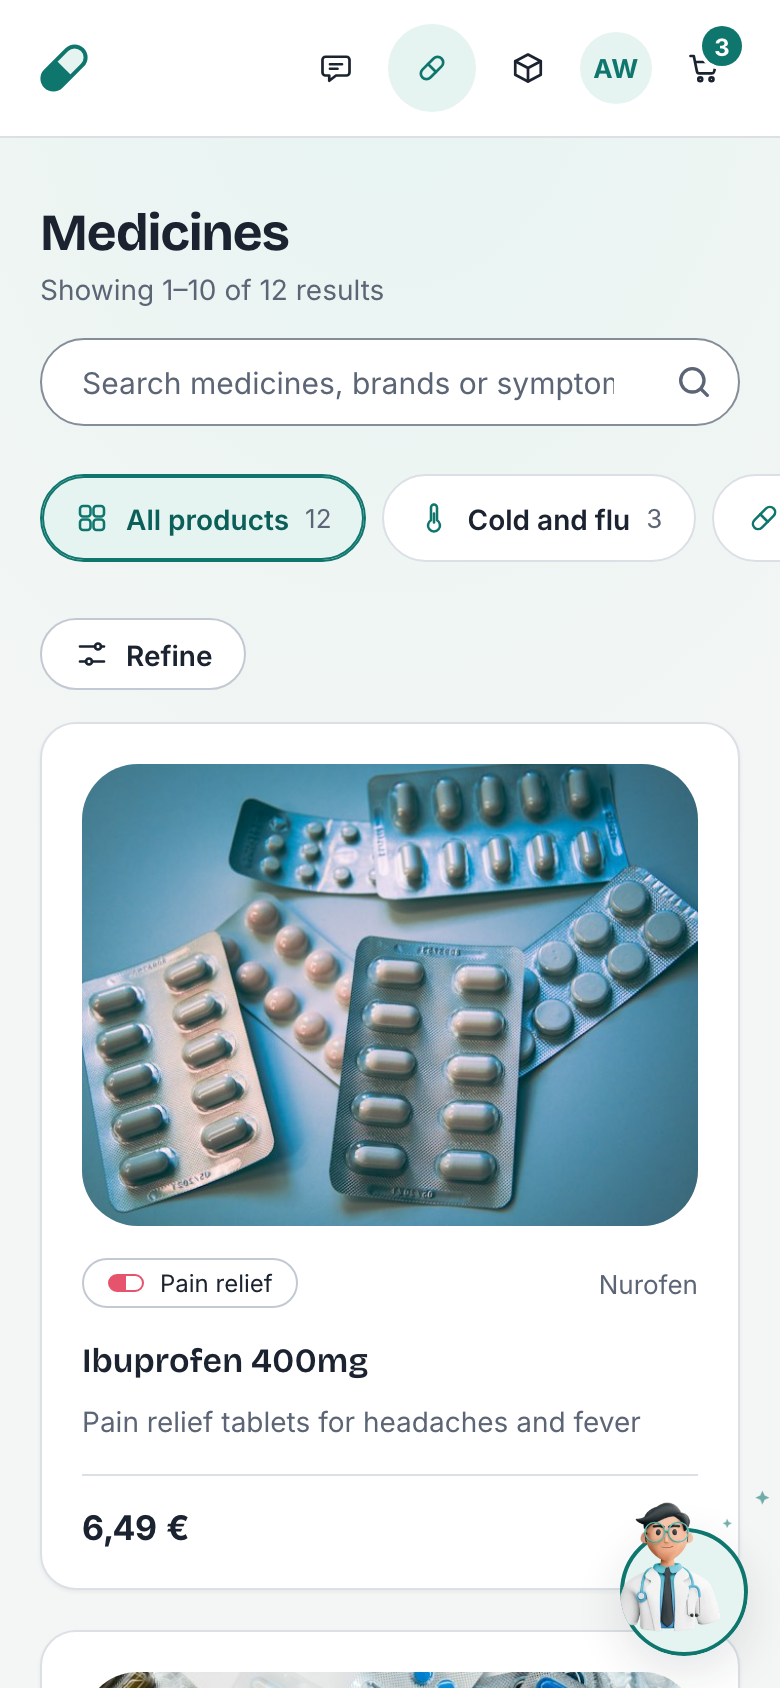 AW
3
Medicines
Showing 1–10 of 12 results
Search medicines, brands or sympton
All products 12
Cold and flu 3
Refine
Pain relief
Nurofen
Ibuprofen 400mg
Pain relief tablets for headaches and fever
6,49 €